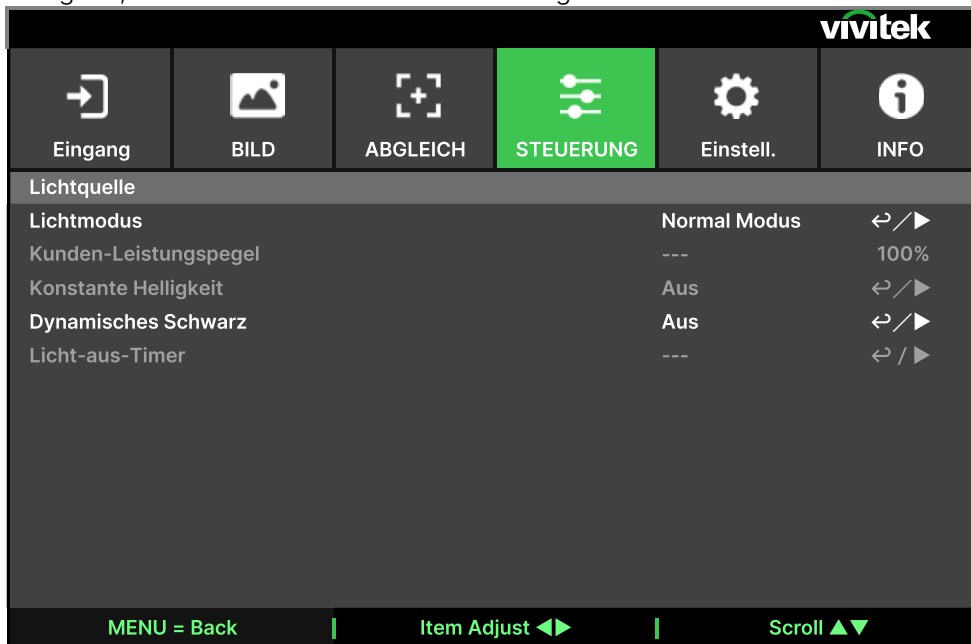 vivitek
Eingang BILD ABGLEICH STEUERUNG Einstell. INFO
Lichtquelle
Lichtmodus Normal Modus ↵/▶
Kunden-Leistungspegel --- 100%
Konstante Helligkeit Aus ↵/▶
Dynamisches Schwarz Aus ↵/▶
Licht-aus-Timer --- ↵ / ▶
MENU = Back | Item Adjust ◀▶ | Scroll ▲▼